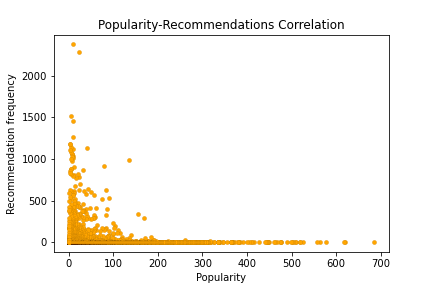 Popularity-Recommendations Correlation
Recommendation frequency
2000
1500
1000
500
0
0 100 200 300 400 500 600 700
Popularity